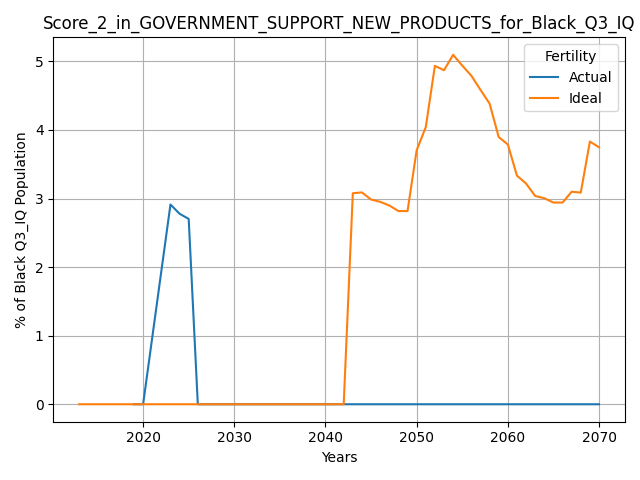 Score_2_in_GOVERNMENT_SUPPORT_NEW_PRODUCTS_for_Black_Q3_IQ
Fertility
Actual
Ideal
% of Black Q3_IQ Population
5
4
3
2
1
0
2020 2030 2040 2050 2060 2070
Years